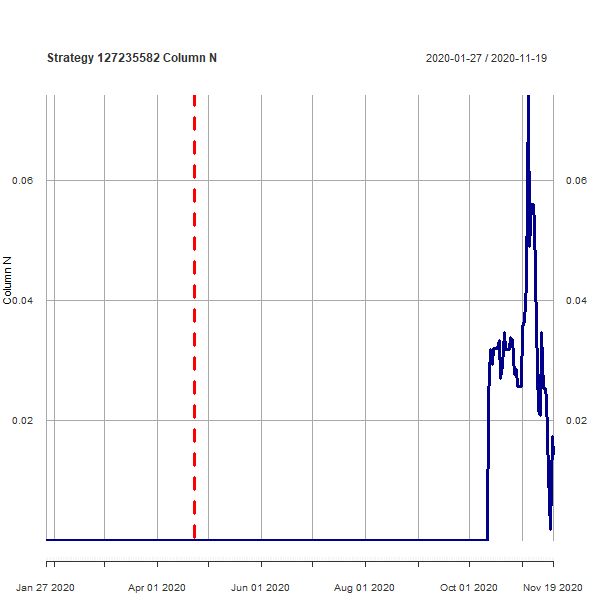 Strategy 127235582 Column N
2020-01-27 / 2020-11-19
0.06
0.06
Column N
0.04
0.04
0.02
0.02
Jan 27 2020
Apr 01 2020
Jun 01 2020
Aug 01 2020
Oct 01 2020
Nov 19 2020